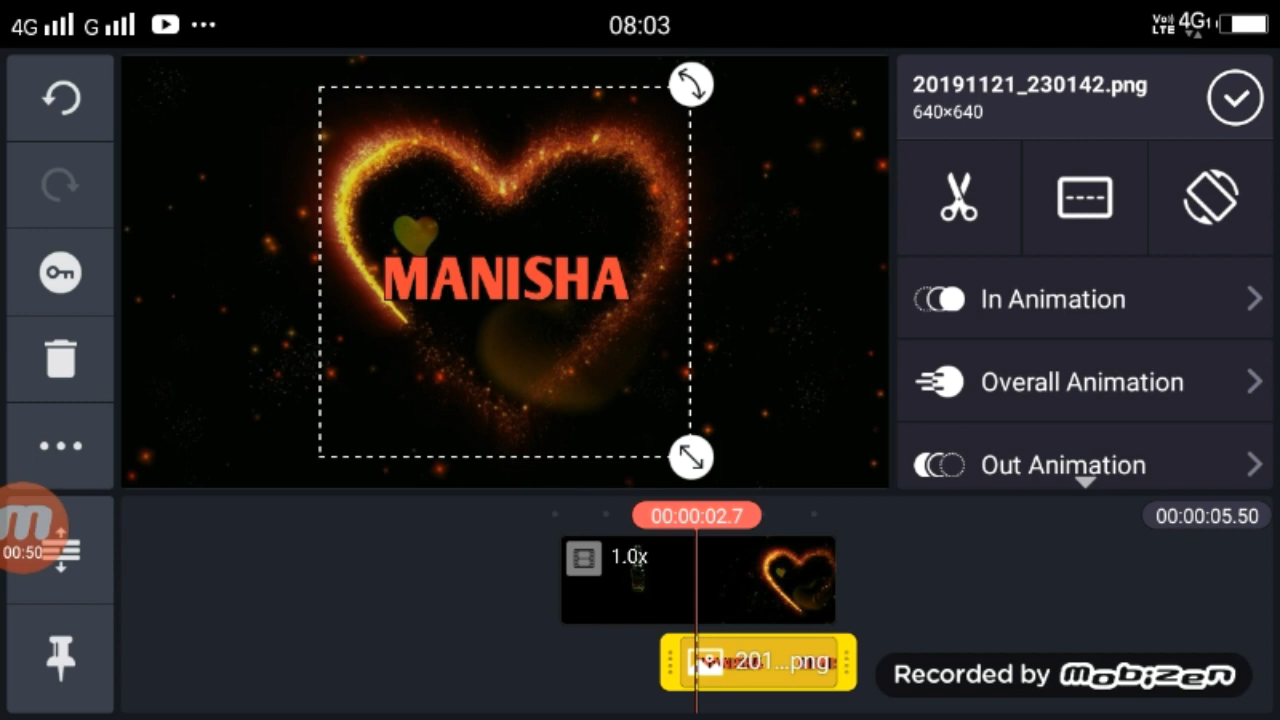 4G G 08:03 Vo)) LTE 4G1
20191121_230142.png
640×640
MANISHA
In Animation
Overall Animation
Out Animation
m
00:50
00:00:02.7
00:00:05.50
1.0x
201...png
Recorded by mobizen